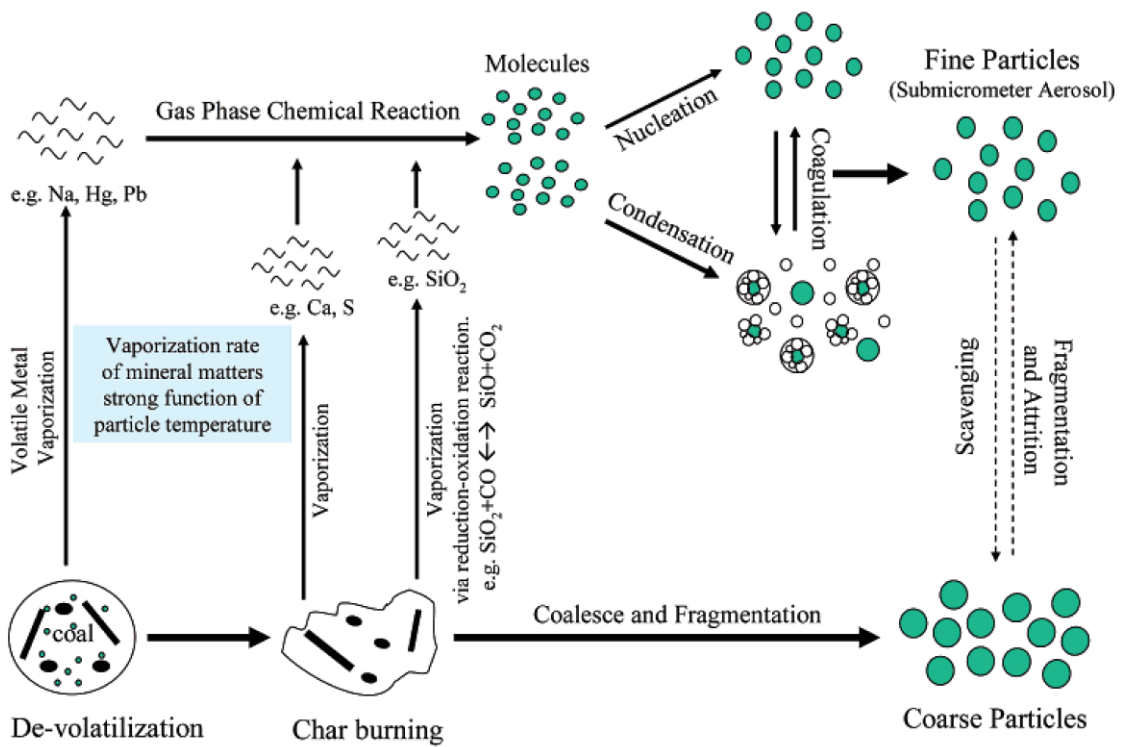 Molecules
Fine Particles
(Submicrometer Aerosol)
Gas Phase Chemical Reaction
Nucleation
Coagulation
Condensation
e.g. Na, Hg, Pb
e.g. Ca, S
e.g. SiO₂
Vaporization rate
of mineral matters
strong function of
particle temperature
Volatile Metal
Vaporization
Vaporization
Vaporization
via reduction-oxidation reaction.
e.g. SiO₂+CO ←→ SiO+CO₂
Scavenging
Fragmentation
and Attrition
coal
Coalesce and Fragmentation
De-volatilization
Char burning
Coarse Particles